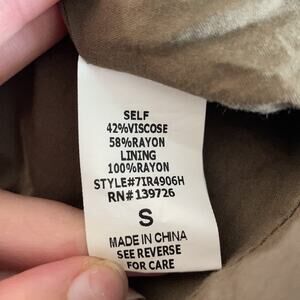 SELF
42%VISCOSE
58%RAYON
LINING
100%RAYON
STYLE#7IR4906H
RN#139726
S
MADE IN CHINA
SEE REVERSE
FOR CARE